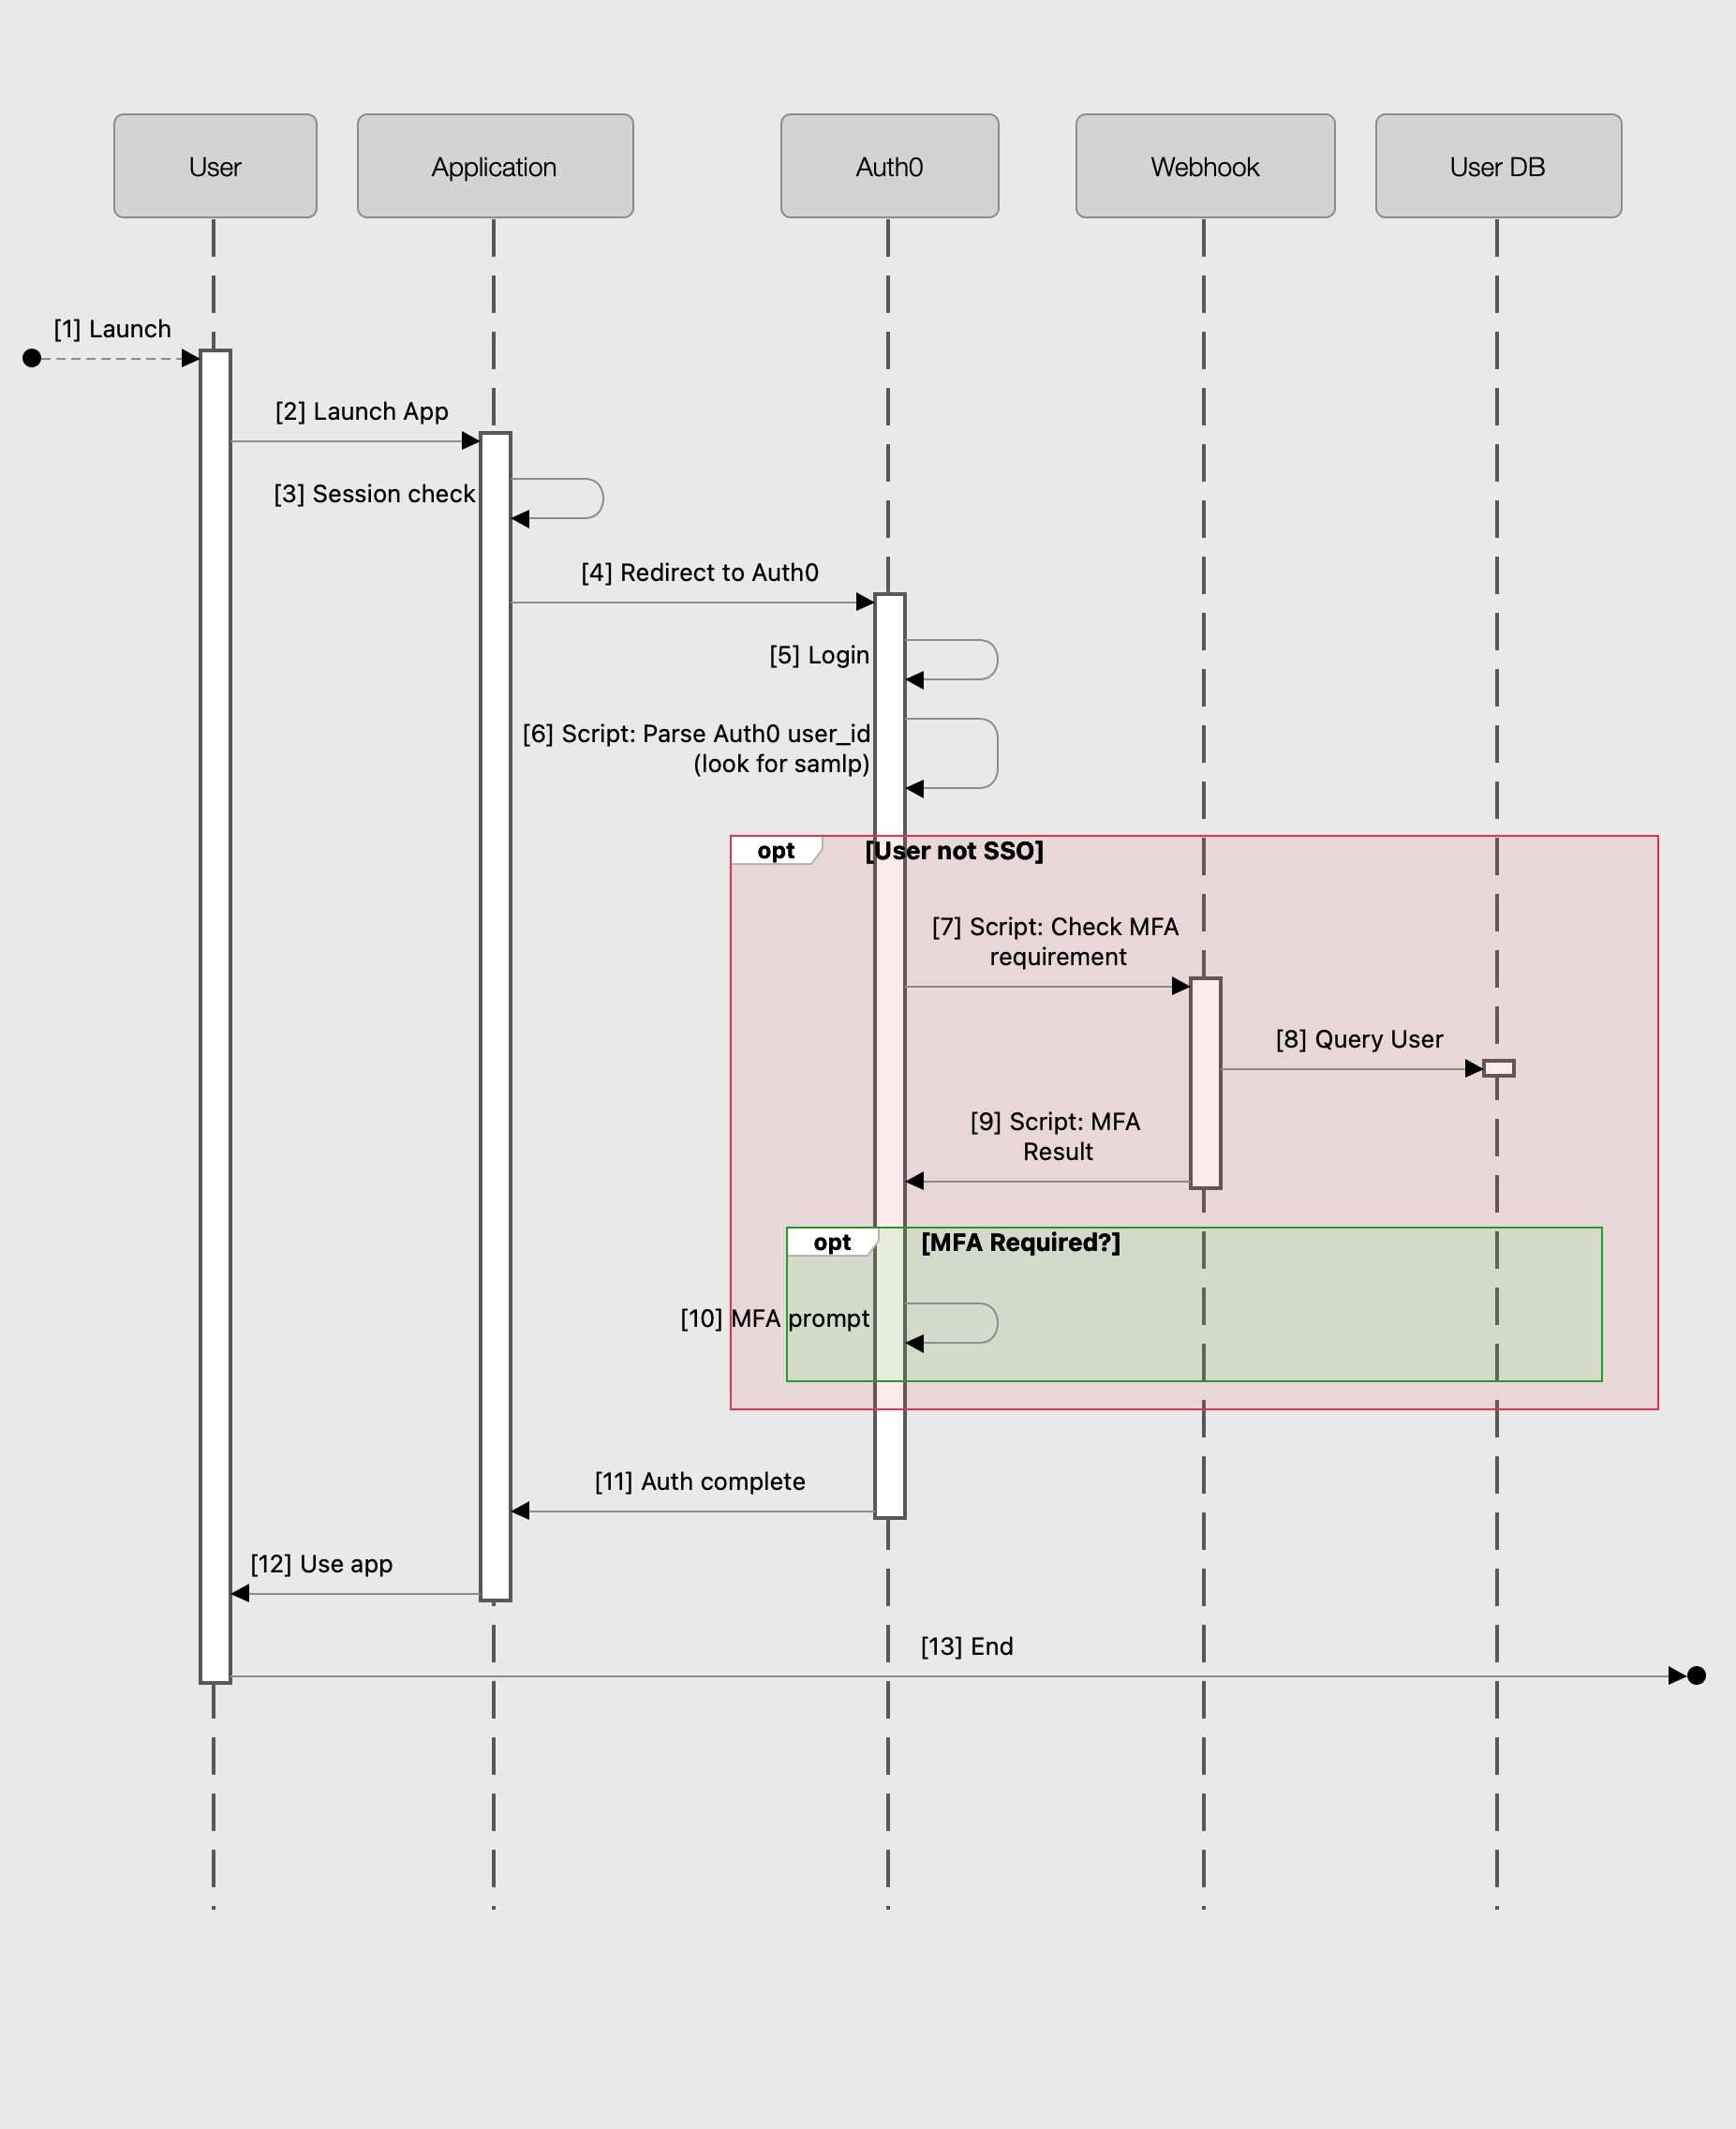 User
Application
Auth0
Webhook
User DB
[1] Launch
[2] Launch App
[3] Session check
[4] Redirect to Auth0
[5] Login
[6] Script: Parse Auth0 user_id
(look for samlp)
opt
[User not SSO]
[7] Script: Check MFA
requirement
[8] Query User
[9] Script: MFA
Result
opt
[MFA Required?]
[10] MFA prompt
[11] Auth complete
[12] Use app
[13] End